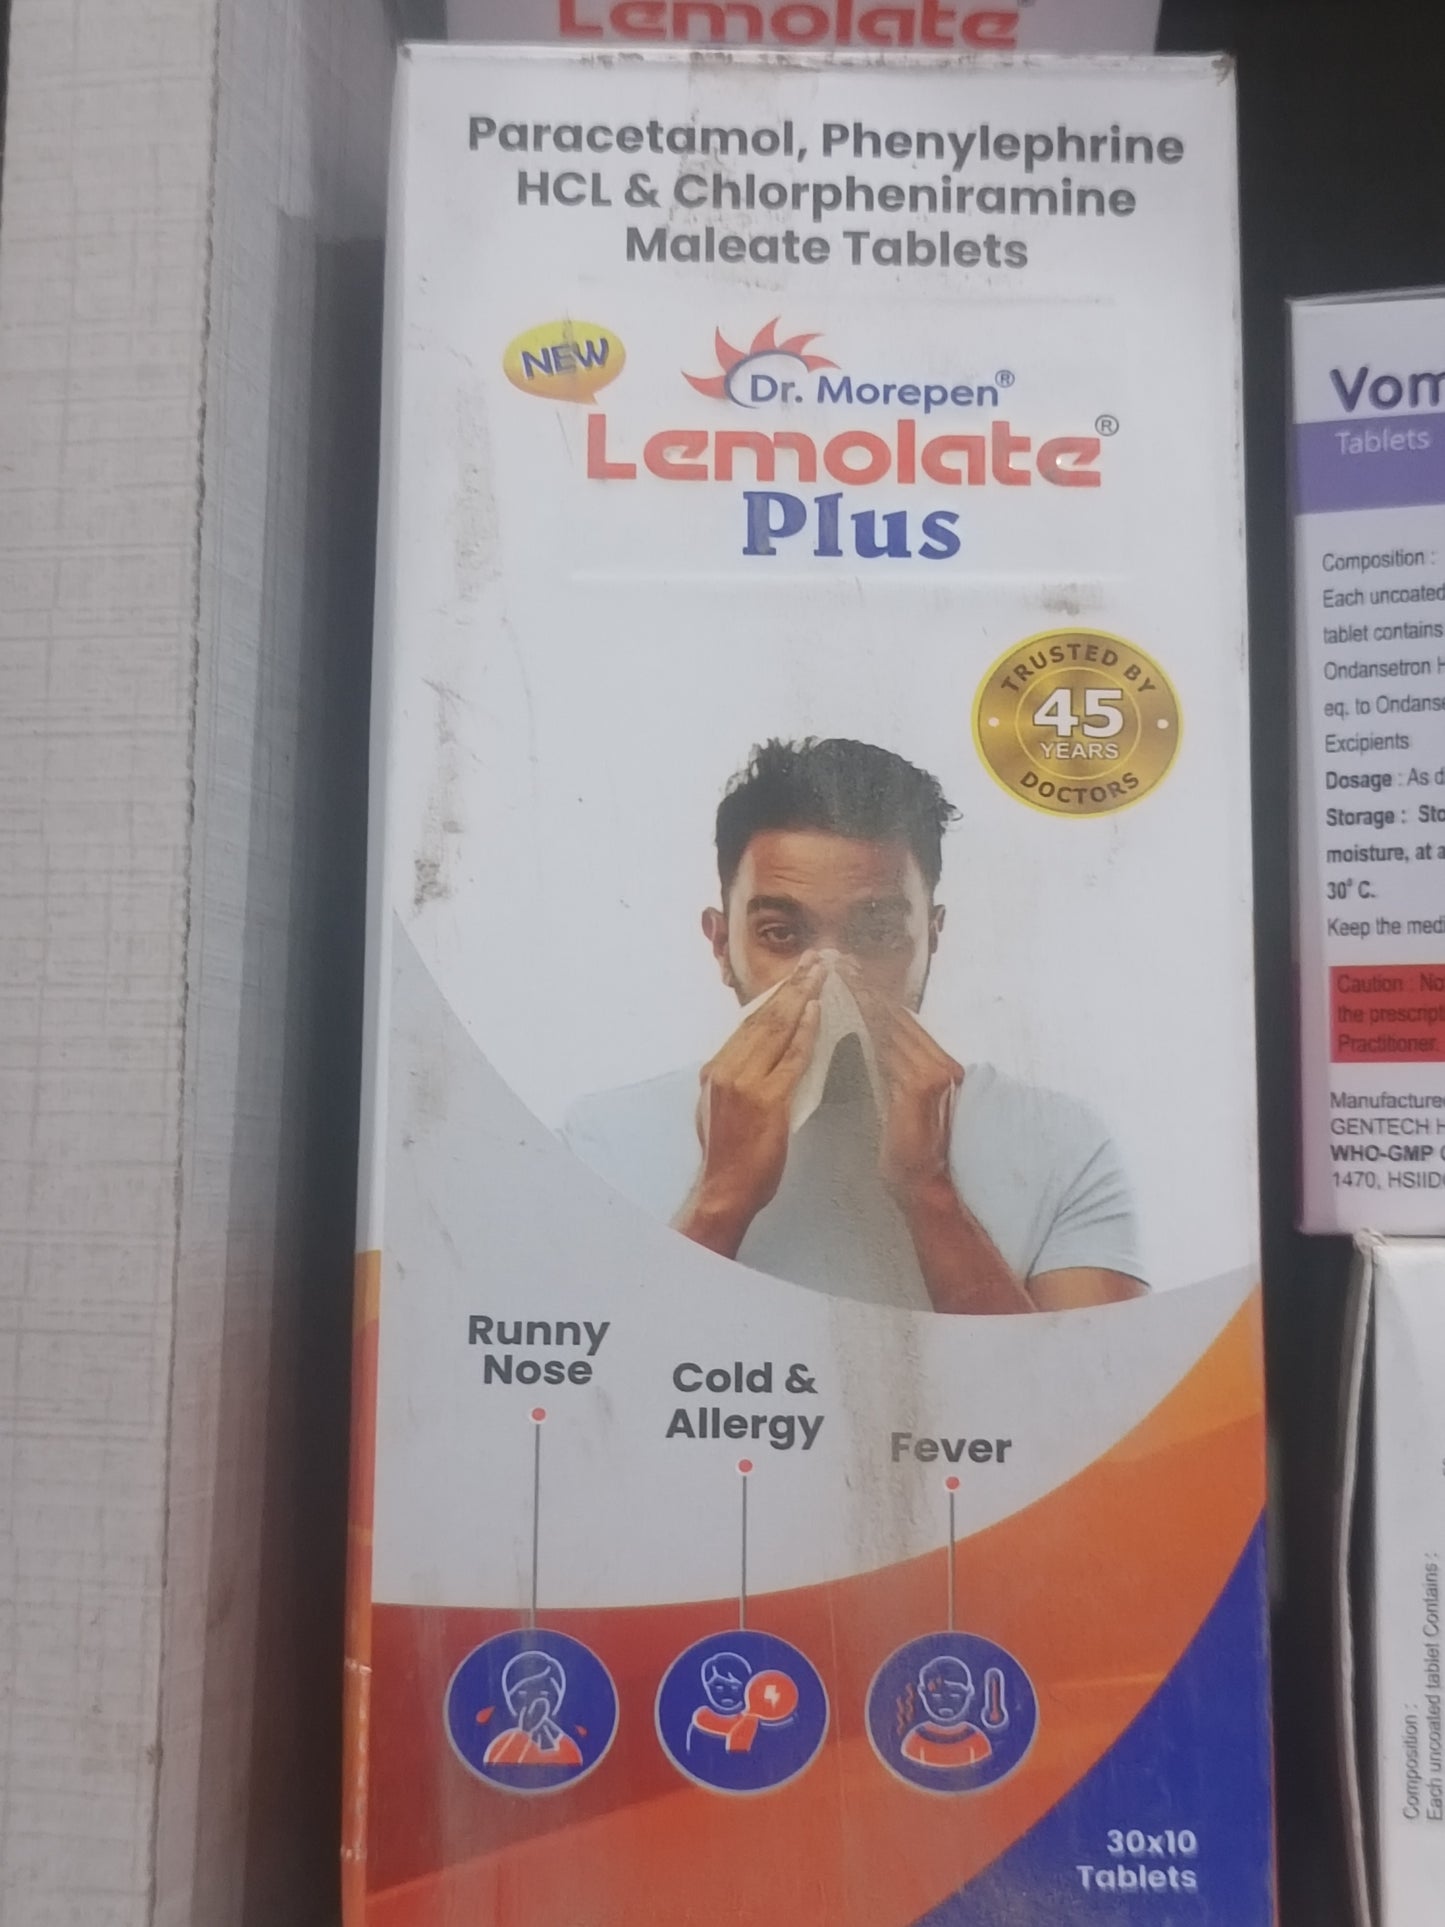 Lemolate
Paracetamol, Phenylephrine
HCL & Chlorpheniramine
Maleate Tablets
NEW
Dr. Morepen®
Lemolate®
Plus
TRUSTED BY
45
YEARS
DOCTORS
Runny
Nose
Cold &
Allergy
Fever
30x10
Tablets
Vom
Tablets
Composition :
Each uncoated
tablet contains
Ondansetron H
eq. to Ondans
Excipients
Dosage : As d
Storage : Sto
moisture, at a
30° C.
Keep the medi
Caution : No
the prescript
Practitioner.
Manufacture
GENTECH H
WHO-GMP
1470, HSIID
Composition :
Each uncoated tablet Contains :